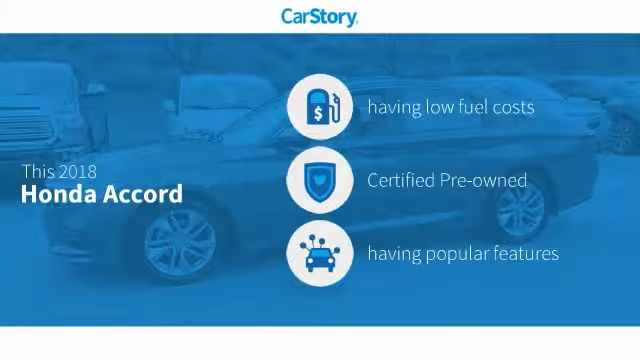 CarStory.
This 2018
Honda Accord
$
having low fuel costs
Certified Pre-owned
having popular features